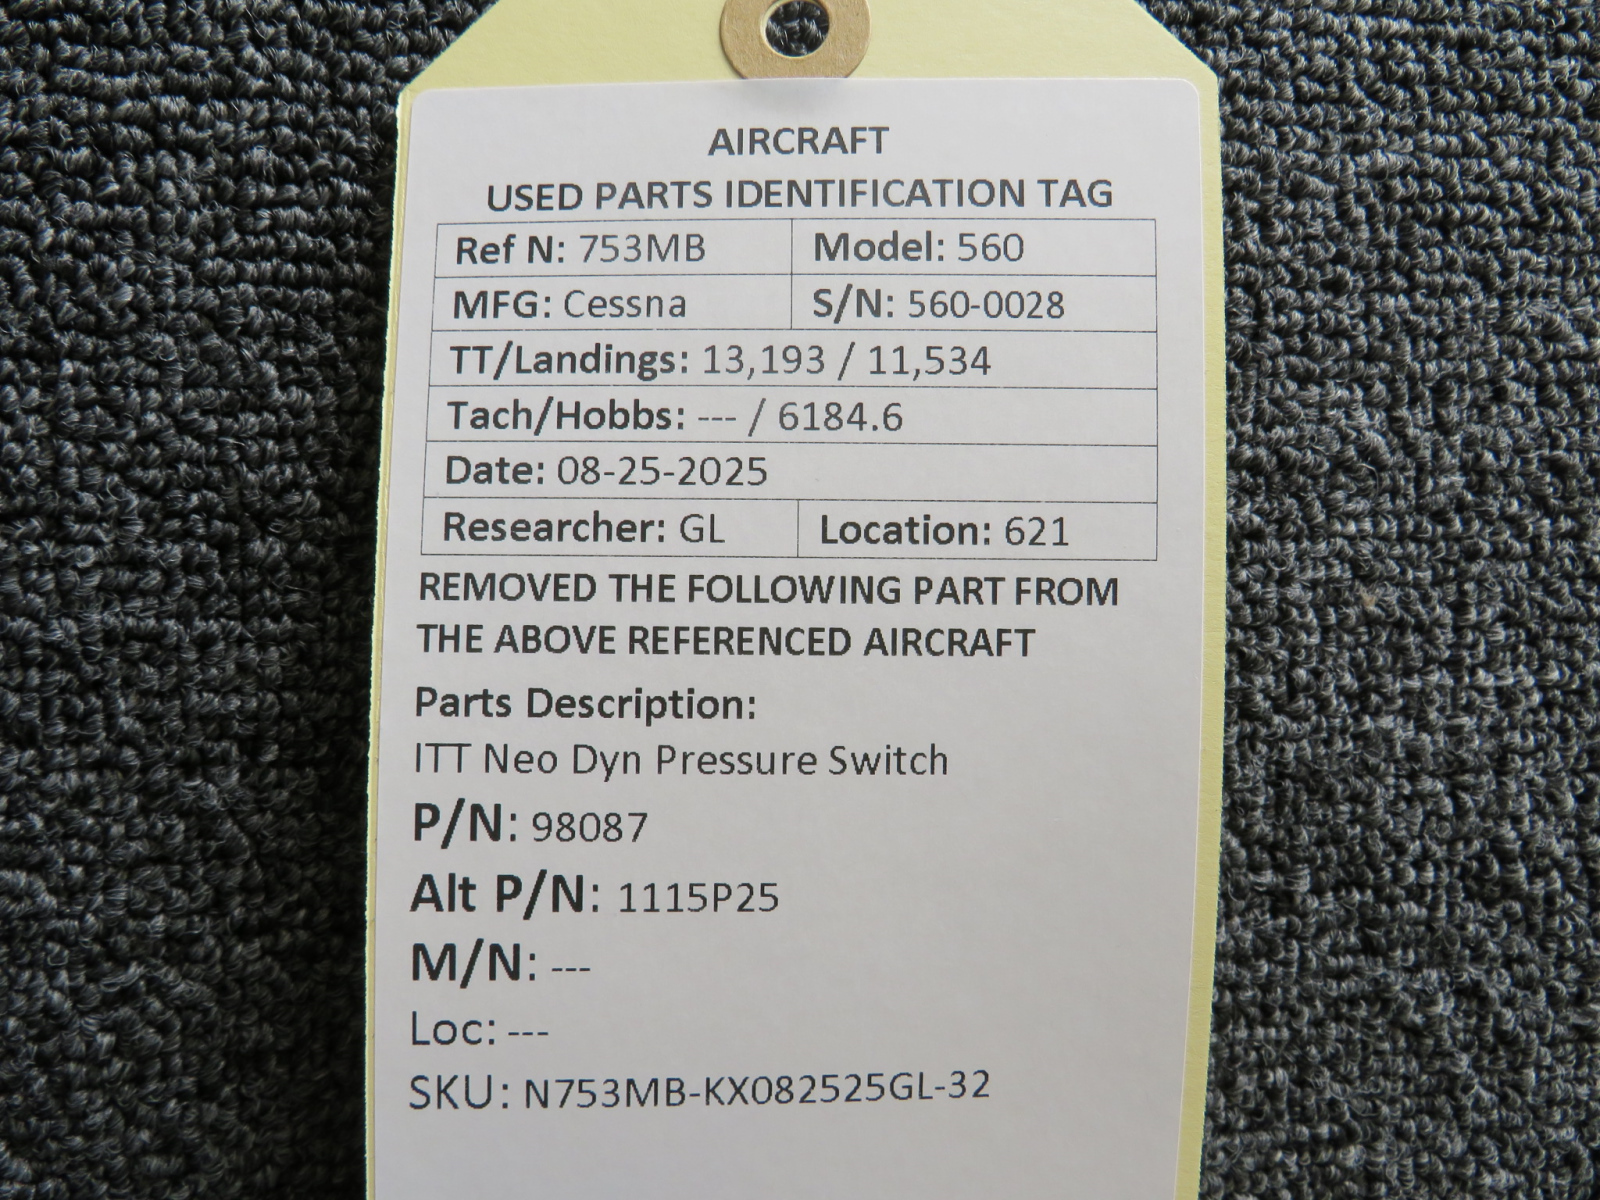 AIRCRAFT
USED PARTS IDENTIFICATION TAG
Ref N: 753MB Model: 560
MFG: Cessna S/N: 560-0028
TT/Landings: 13,193 / 11,534
Tach/Hobbs: --- / 6184.6
Date: 08-25-2025
Researcher: GL Location: 621
REMOVED THE FOLLOWING PART FROM
THE ABOVE REFERENCED AIRCRAFT
Parts Description:
ITT Neo Dyn Pressure Switch
P/N: 98087
Alt P/N: 1115P25
M/N: ---
Loc: ---
SKU: N753MB-KX082525GL-32